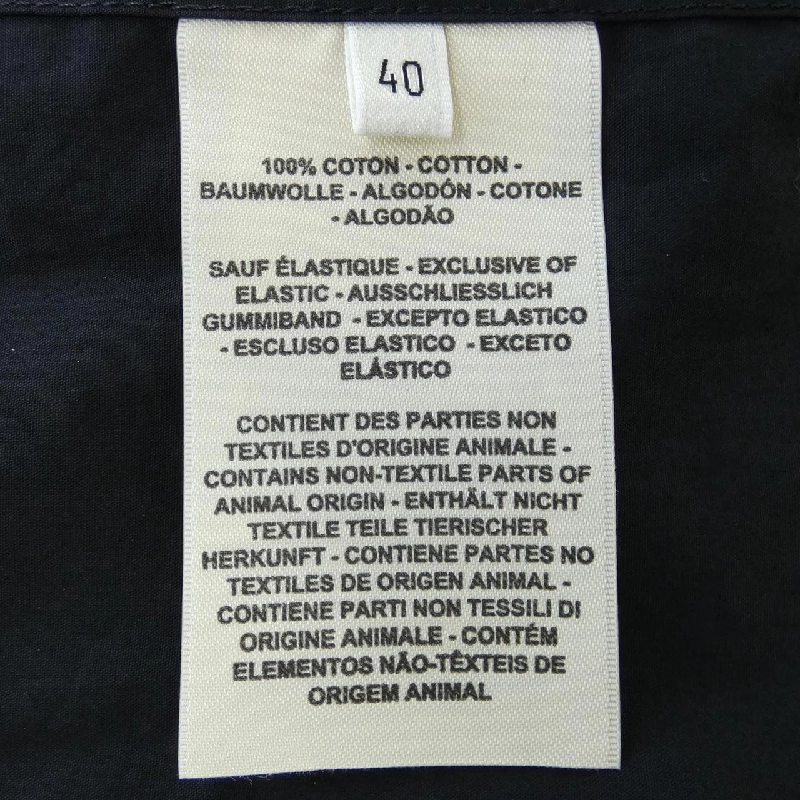 40
100% COTON - COTTON -
BAUMWOLLE - ALGODÓN - COTONE
- ALGODÃO
SAUF ÉLASTIQUE - EXCLUSIVE OF
ELASTIC - AUSSCHLIESSLICH
GUMMIBAND - EXCEPTO ELASTICO
- ESCLUSO ELASTICO - EXCETO
ELÁSTICO
CONTIENT DES PARTIES NON
TEXTILES D'ORIGINE ANIMALE -
CONTAINS NON-TEXTILE PARTS OF
ANIMAL ORIGIN - ENTHÄLT NICHT
TEXTILE TEILE TIERISCHER
HERKUNFT - CONTIENE PARTES NO
TEXTILES DE ORIGEN ANIMAL -
CONTIENE PARTI NON TESSILI DI
ORIGINE ANIMALE - CONTÉM
ELEMENTOS NÃO-TÊXTEIS DE
ORIGEM ANIMAL